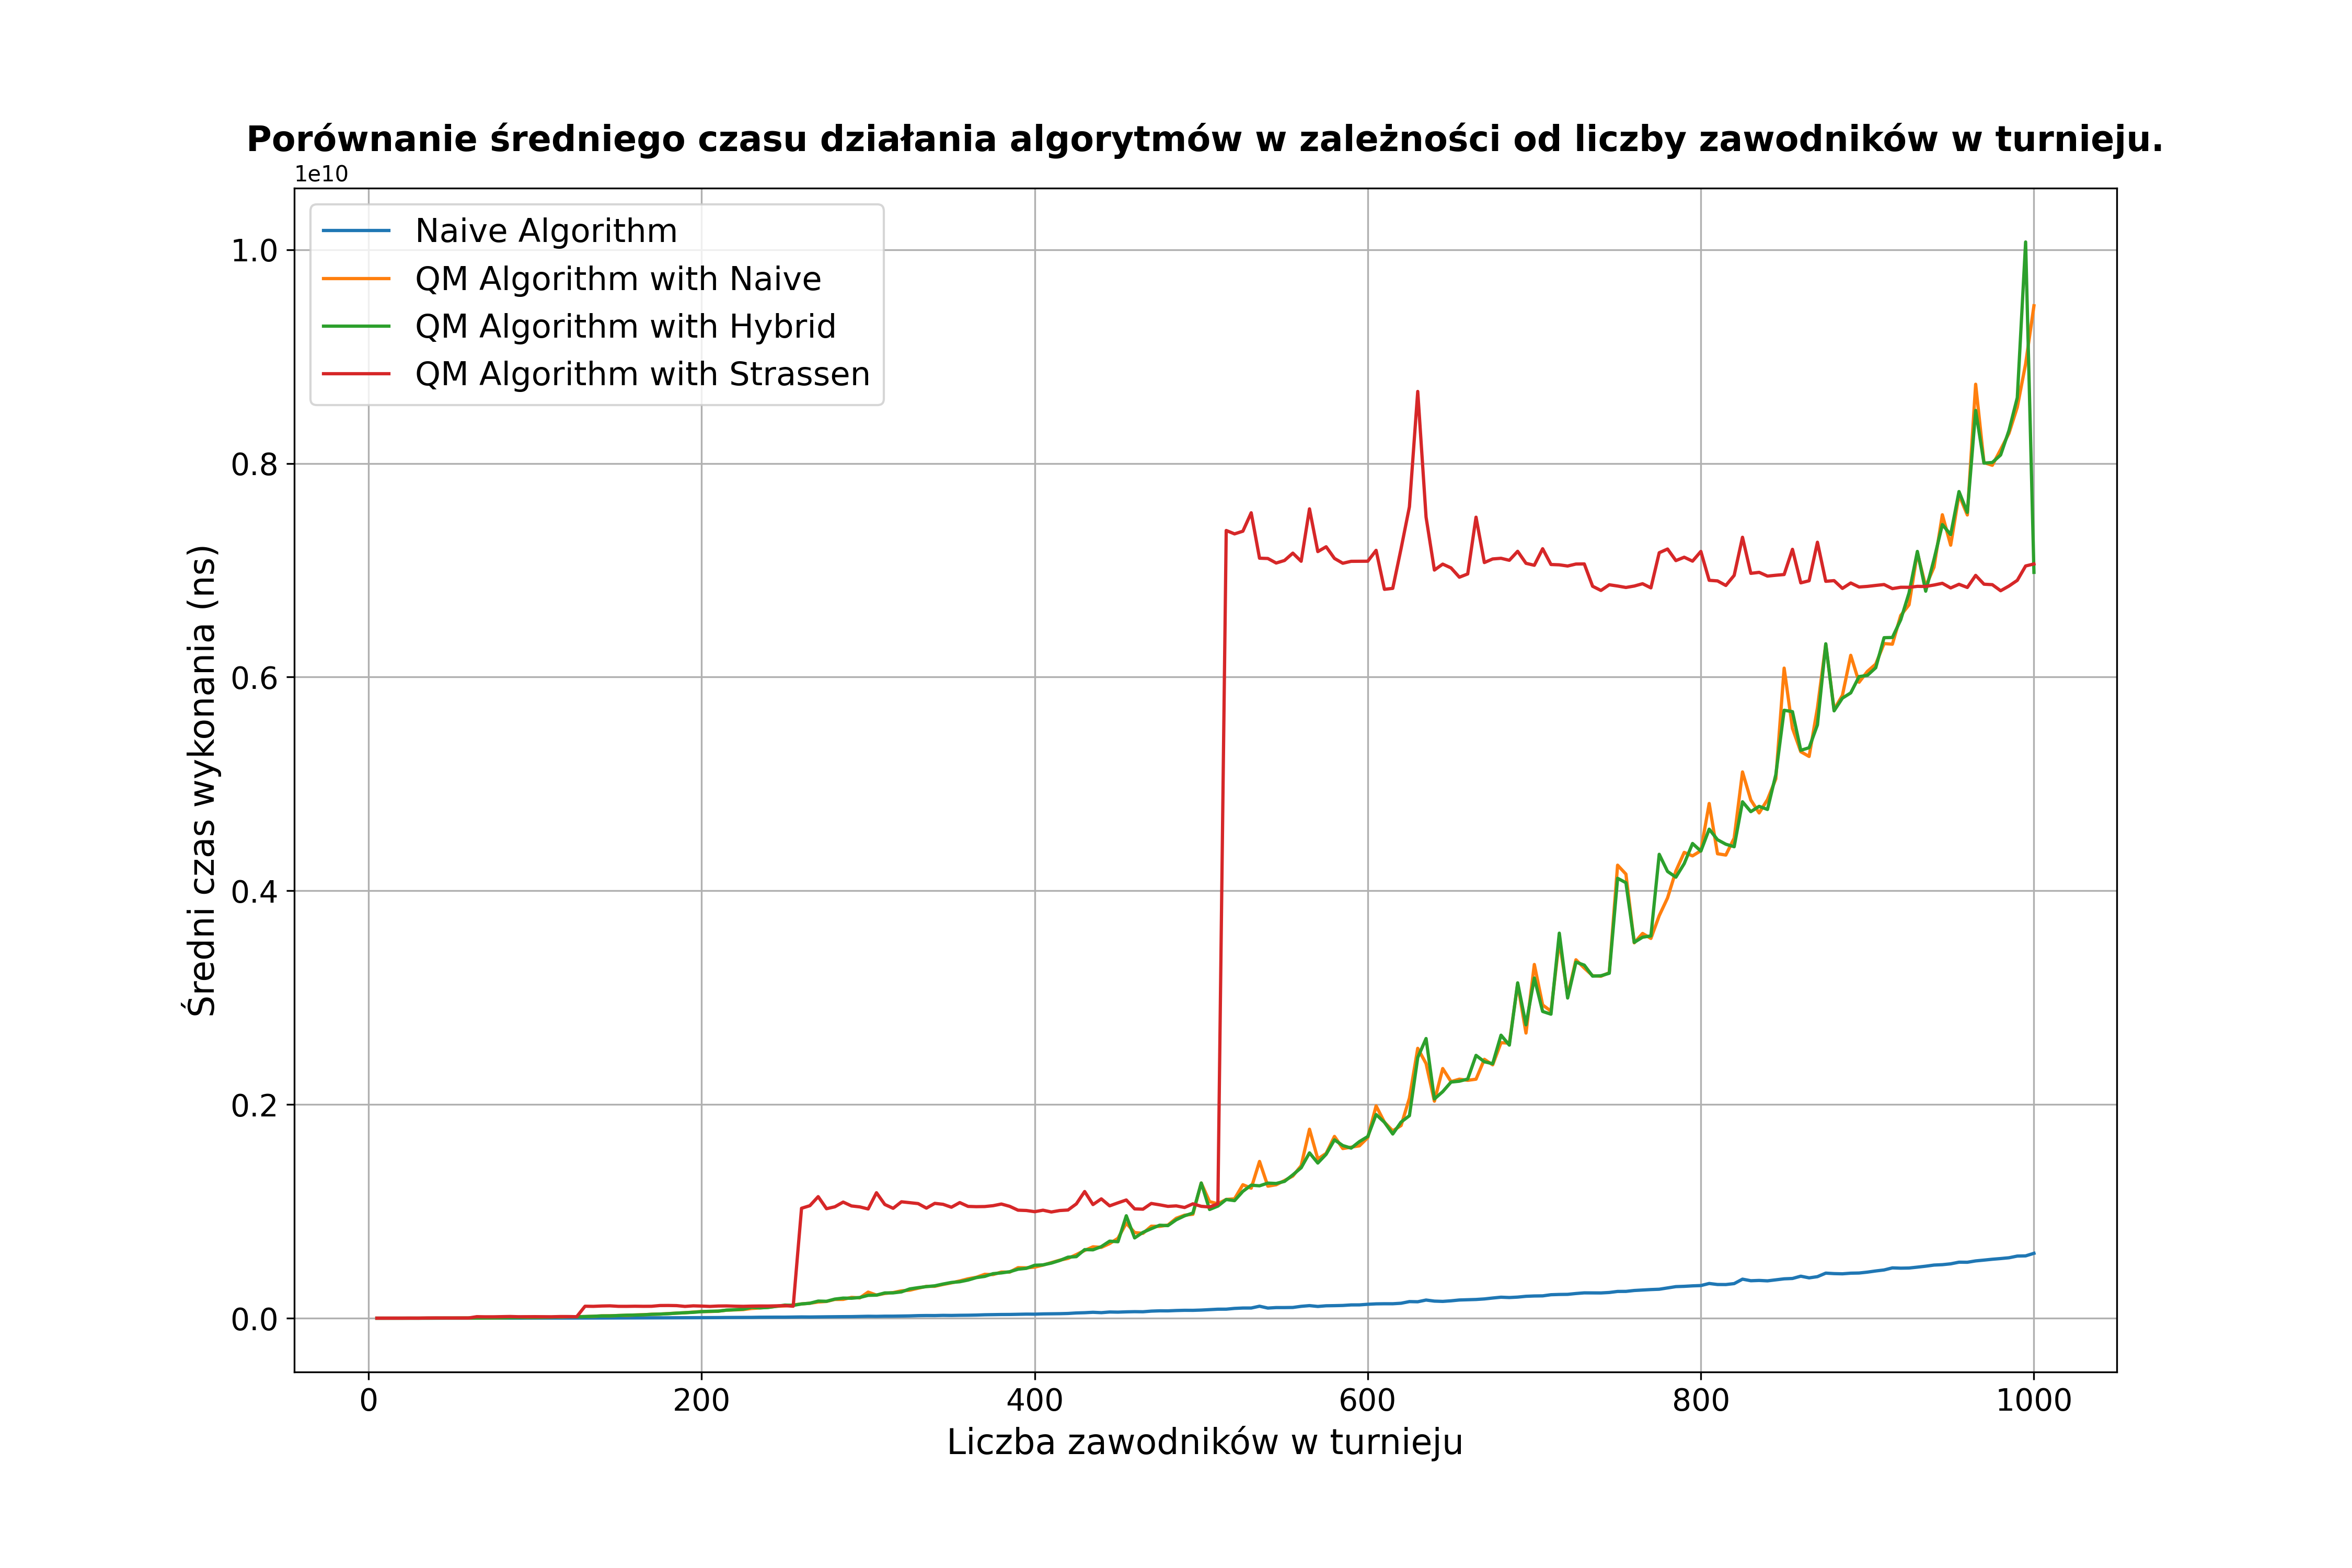 Porównanie średniego czasu działania algorytmów w zależności od liczby zawodników w turnieju.
1e10
Naive Algorithm
QM Algorithm with Naive
QM Algorithm with Hybrid
QM Algorithm with Strassen
1.0
0.8
0.6
0.4
0.2
0.0
Średni czas wykonania (ns)
0 200 400 600 800 1000
Liczba zawodników w turnieju